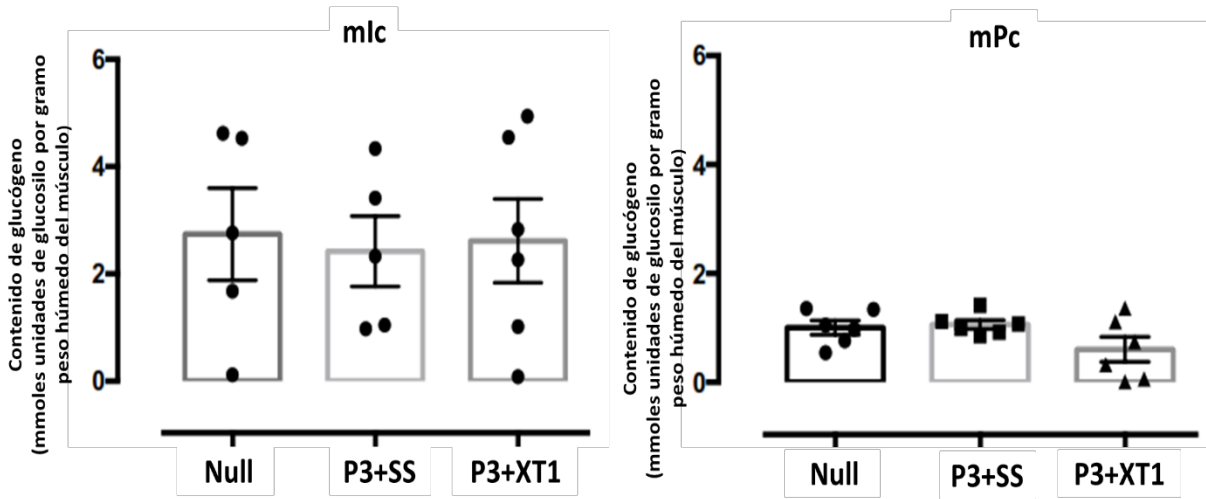 mIc
Contenido de glucógeno
(mmoles unidades de glucosilo por gramo
peso húmedo del músculo)
6
4
2
0
Null
P3+SS
P3+XT1
mPc
Contenido de glucógeno
(mmoles unidades de glucosilo por gramo
peso húmedo del músculo)
6
4
2
0
Null
P3+SS
P3+XT1